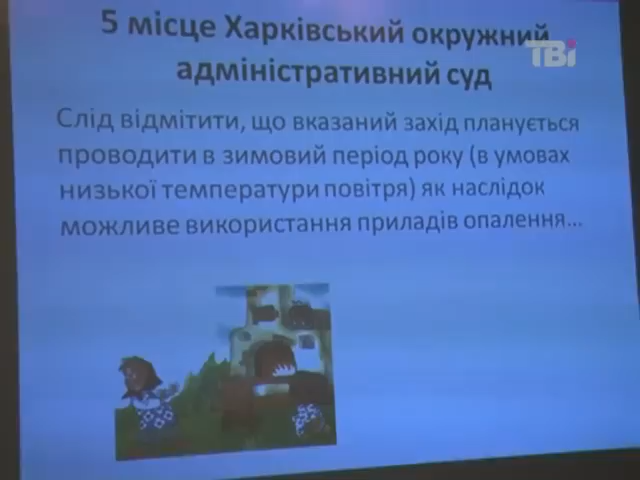 5 місце Харківський окружний
адміністративний суд
ТВі
Слід відмітити, що вказаний захід планується
проводити в зимовий період року (в умовах
низької температури повітря) як наслідок
можливе використання приладів опалення...